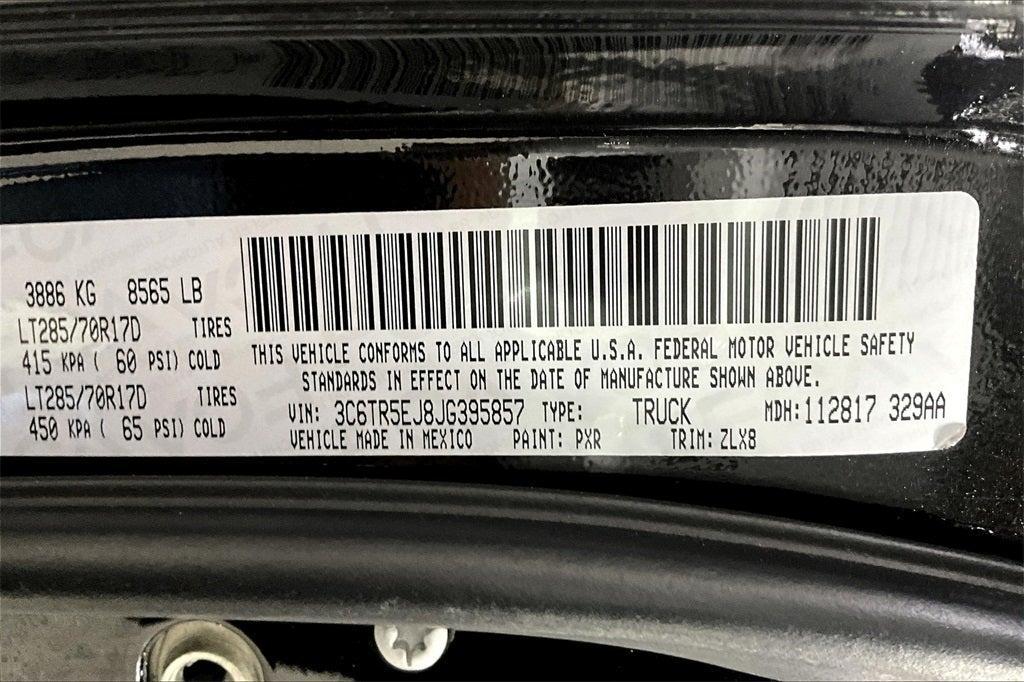 3886 KG 8565 LB
LT285/70R17D TIRES
415 KPA ( 60 PSI) COLD
LT285/70R17D TIRES
450 KPA ( 65 PSI) COLD
THIS VEHICLE CONFORMS TO ALL APPLICABLE U.S.A. FEDERAL MOTOR VEHICLE SAFETY
STANDARDS IN EFFECT ON THE DATE OF MANUFACTURE SHOWN ABOVE.
VIN: 3C6TR5EJ8JG395857 TYPE: TRUCK MDH: 112817 329AA
VEHICLE MADE IN MEXICO PAINT: PXR TRIM: ZLX8